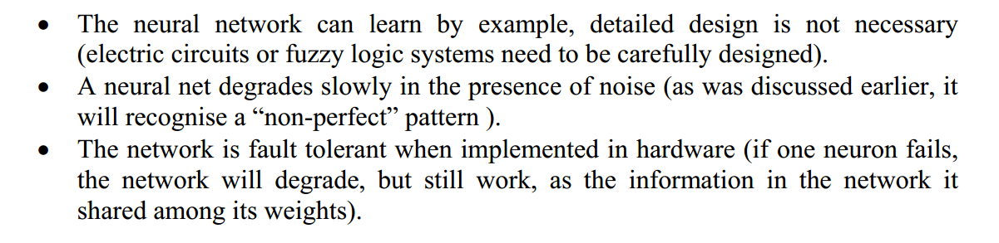 • The neural network can learn by example, detailed design is not necessary
(electric circuits or fuzzy logic systems need to be carefully designed).
• A neural net degrades slowly in the presence of noise (as was discussed earlier, it
will recognise a “non-perfect” pattern ).
• The network is fault tolerant when implemented in hardware (if one neuron fails,
the network will degrade, but still work, as the information in the network it
shared among its weights).